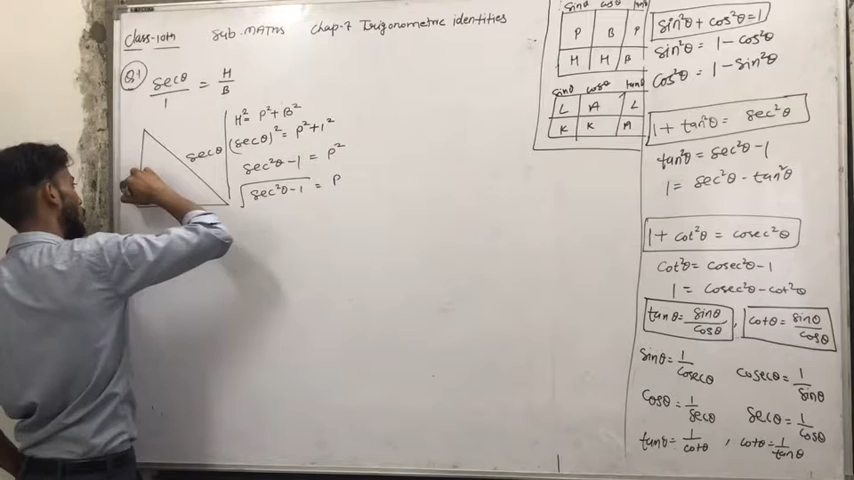 Class-10th Sub. MATHS Chap-7 Trigonometric identities
Q.1 secθ/1 = H/B
H² = P² + B²
(secθ)² = P² + 1²
sec²θ - 1 = P²
√sec²θ - 1 = P
secθ
sinθ cosθ tanθ
P B P
H H B
sinθ cosθ tanθ
L A L
K K A
sin²θ + cos²θ = 1
sin²θ = 1 - cos²θ
cos²θ = 1 - sin²θ
1 + tan²θ = sec²θ
tan²θ = sec²θ - 1
1 = sec²θ - tan²θ
1 + cot²θ = cosec²θ
cot²θ = cosec²θ - 1
1 = cosec²θ - cot²θ
tanθ = sinθ/cosθ , cotθ = sinθ/cosθ
sinθ = 1/cosecθ cosecθ = 1/sinθ
cosθ = 1/secθ secθ = 1/cosθ
tanθ = 1/cotθ , cotθ = 1/tanθ